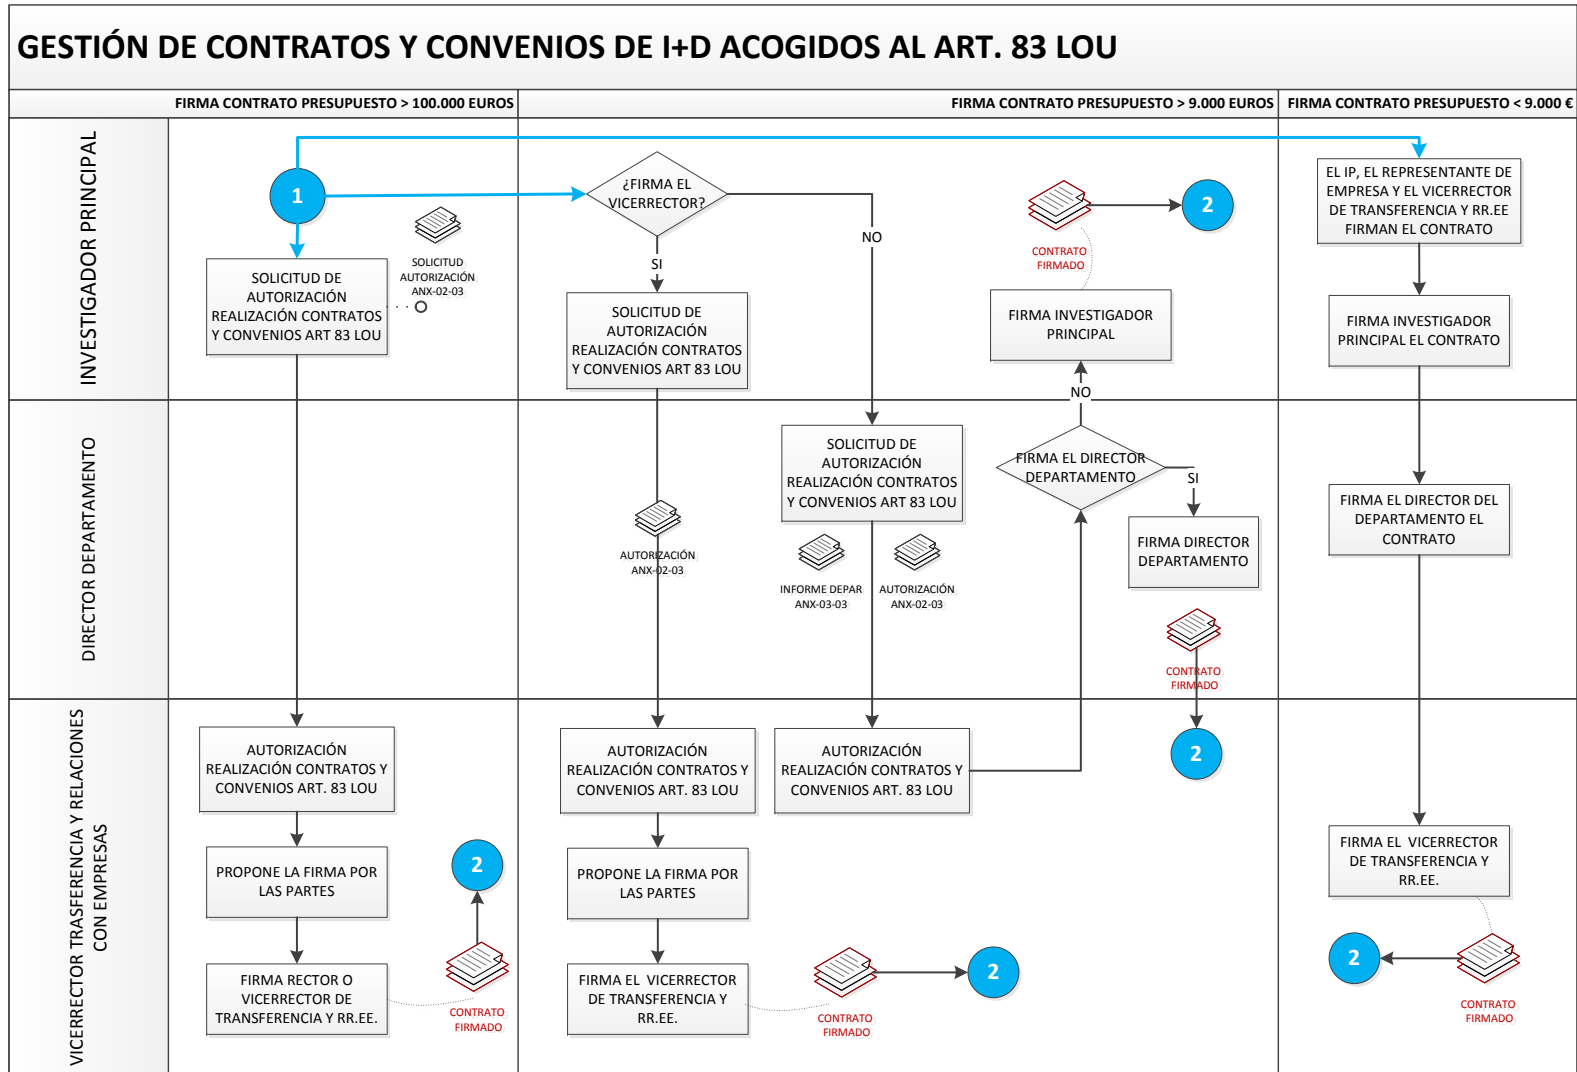 GESTIÓN DE CONTRATOS Y CONVENIOS DE I+D ACOGIDOS AL ART. 83 LOU
FIRMA CONTRATO PRESUPUESTO > 100.000 EUROS
FIRMA CONTRATO PRESUPUESTO > 9.000 EUROS
FIRMA CONTRATO PRESUPUESTO < 9.000 €
INVESTIGADOR PRINCIPAL
1
SOLICITUD
AUTORIZACIÓN
ANX-02-03
SOLICITUD DE
AUTORIZACIÓN
REALIZACIÓN CONTRATOS
Y CONVENIOS ART 83 LOU
¿FIRMA EL
VICERRECTOR?
SI
NO
SOLICITUD DE
AUTORIZACIÓN
REALIZACIÓN CONTRATOS
Y CONVENIOS ART 83 LOU
CONTRATO
FIRMADO
2
FIRMA INVESTIGADOR
PRINCIPAL
NO
EL IP, EL REPRESENTANTE DE
EMPRESA Y EL VICERRECTOR
DE TRANSFERENCIA Y RR.EE
FIRMAN EL CONTRATO
FIRMA INVESTIGADOR
PRINCIPAL EL CONTRATO
DIRECTOR DEPARTAMENTO
AUTORIZACIÓN
ANX-02-03
SOLICITUD DE
AUTORIZACIÓN
REALIZACIÓN CONTRATOS
Y CONVENIOS ART 83 LOU
INFORME DEPAR
ANX-03-03
AUTORIZACIÓN
ANX-02-03
FIRMA EL DIRECTOR
DEPARTAMENTO
SI
FIRMA DIRECTOR
DEPARTAMENTO
CONTRATO
FIRMADO
FIRMA EL DIRECTOR DEL
DEPARTAMENTO EL
CONTRATO
VICERRECTOR TRASFERENCIA Y RELACIONES
CON EMPRESAS
AUTORIZACIÓN
REALIZACIÓN CONTRATOS Y
CONVENIOS ART. 83 LOU
PROPONE LA FIRMA POR
LAS PARTES
FIRMA RECTOR O
VICERRECTOR DE
TRANSFERENCIA Y RR.EE.
2
CONTRATO
FIRMADO
AUTORIZACIÓN
REALIZACIÓN CONTRATOS Y
CONVENIOS ART. 83 LOU
PROPONE LA FIRMA POR
LAS PARTES
FIRMA EL VICERRECTOR
DE TRANSFERENCIA Y
RR.EE.
CONTRATO
FIRMADO
2
AUTORIZACIÓN
REALIZACIÓN CONTRATOS Y
CONVENIOS ART. 83 LOU
2
FIRMA EL VICERRECTOR
DE TRANSFERENCIA Y
RR.EE.
2
CONTRATO
FIRMADO